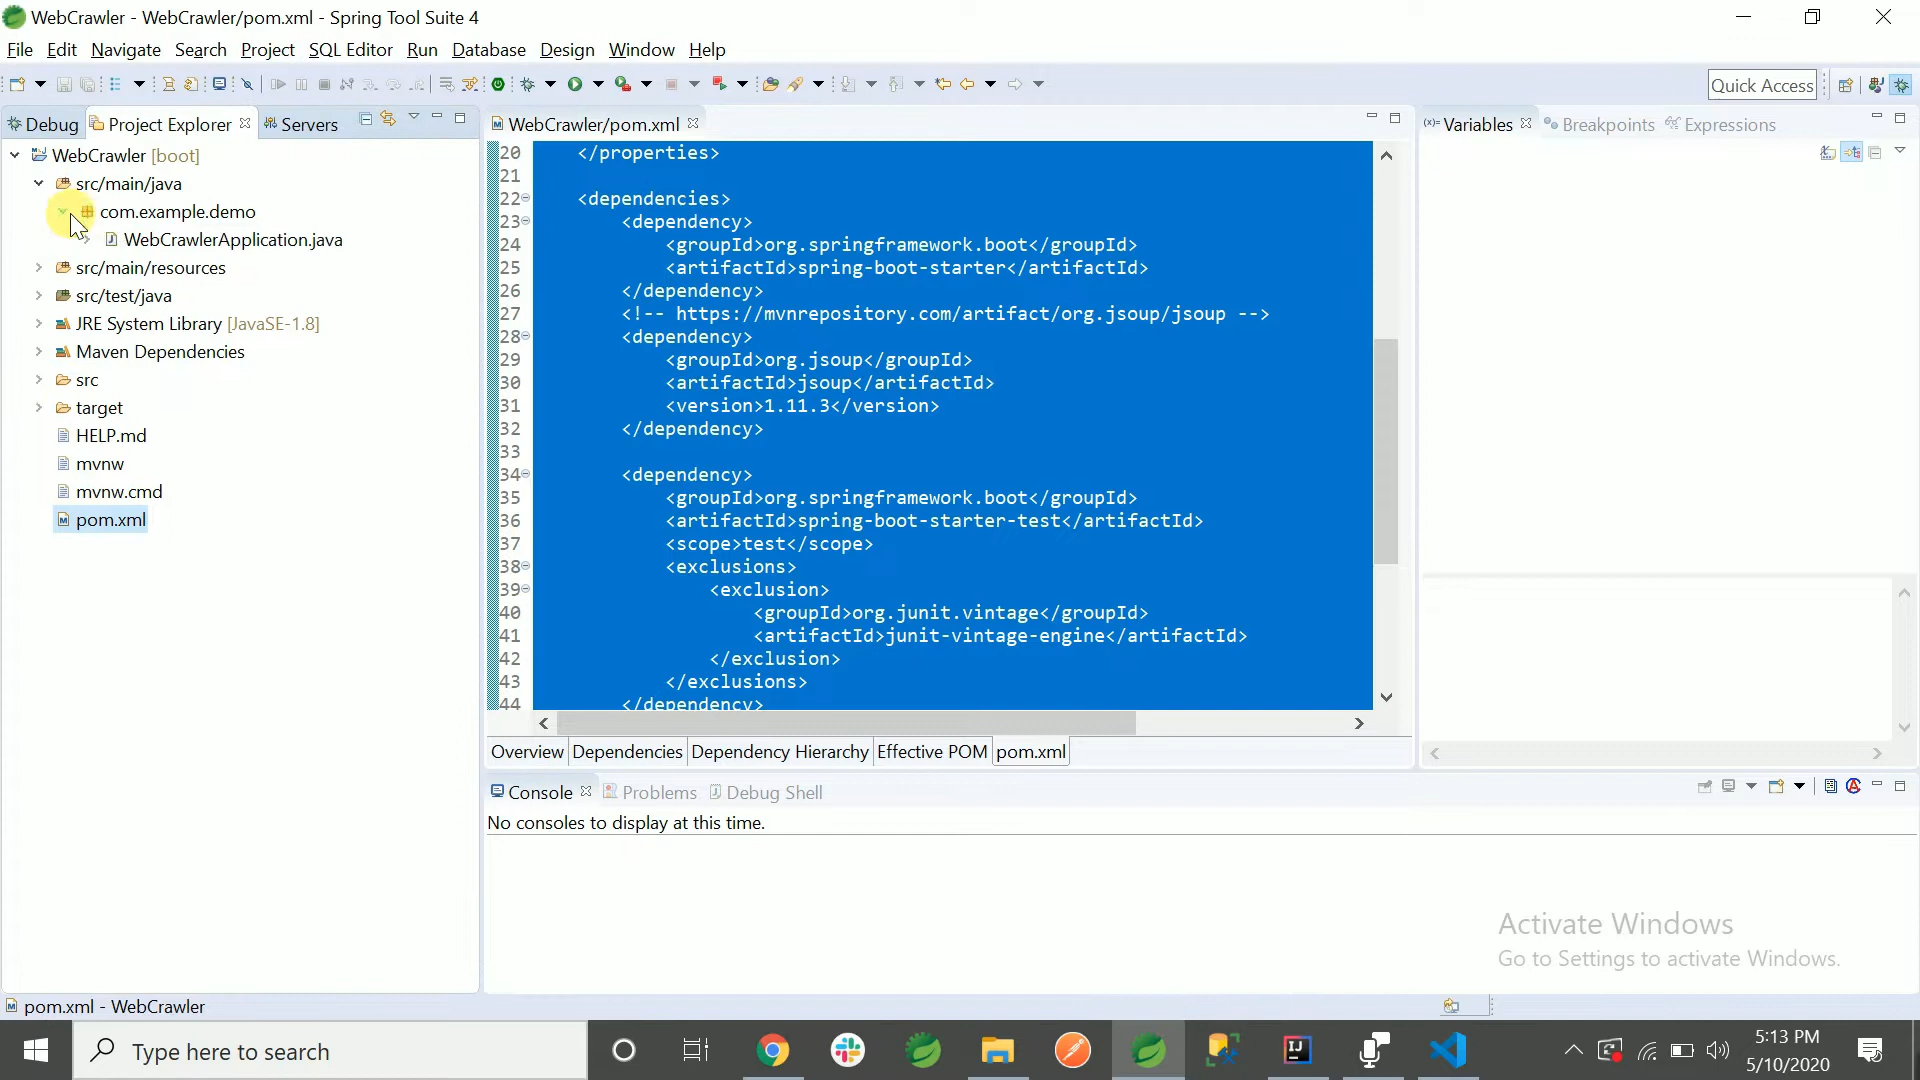 WebCrawler - WebCrawler/pom.xml - Spring Tool Suite 4
File Edit Navigate Search Project SQL Editor Run Database Design Window Help
Quick Access
Debug Project Explorer Servers
WebCrawler [boot]
src/main/java
com.example.demo
WebCrawlerApplication.java
src/main/resources
src/test/java
JRE System Library [JavaSE-1.8]
Maven Dependencies
src
target
HELP.md
mvnw
mvnw.cmd
pom.xml
WebCrawler/pom.xml
20 </properties>
21
22 <dependencies>
23 <dependency>
24 <groupId>org.springframework.boot</groupId>
25 <artifactId>spring-boot-starter</artifactId>
26 </dependency>
27 <!-- https://mvnrepository.com/artifact/org.jsoup/jsoup -->
28 <dependency>
29 <groupId>org.jsoup</groupId>
30 <artifactId>jsoup</artifactId>
31 <version>1.11.3</version>
32 </dependency>
33
34 <dependency>
35 <groupId>org.springframework.boot</groupId>
36 <artifactId>spring-boot-starter-test</artifactId>
37 <scope>test</scope>
38 <exclusions>
39 <exclusion>
40 <groupId>org.junit.vintage</groupId>
41 <artifactId>junit-vintage-engine</artifactId>
42 </exclusion>
43 </exclusions>
44 </dependency>
Overview Dependencies Dependency Hierarchy Effective POM pom.xml
(x)= Variables Breakpoints Expressions
Console Problems Debug Shell
No consoles to display at this time.
Activate Windows
Go to Settings to activate Windows.
pom.xml - WebCrawler
Type here to search
5:13 PM
5/10/2020